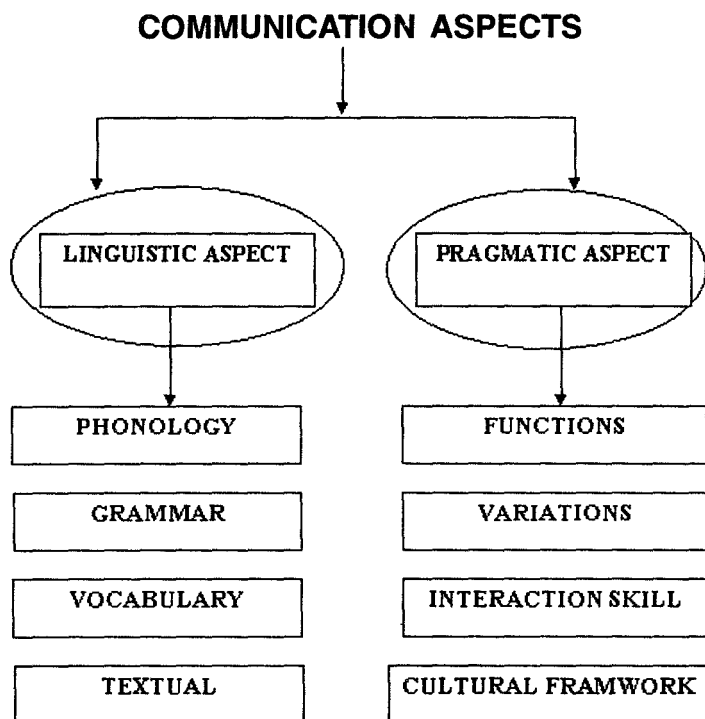 COMMUNICATION ASPECTS
LINGUISTIC ASPECT
PRAGMATIC ASPECT
PHONOLOGY
FUNCTIONS
GRAMMAR
VARIATIONS
VOCABULARY
INTERACTION SKILL
TEXTUAL
CULTURAL FRAMWORK